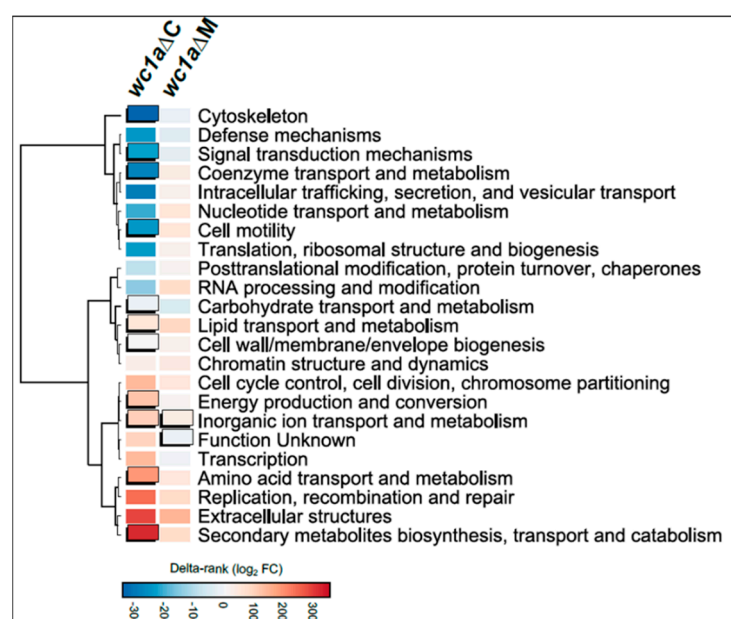 wc1aΔC wc1aΔM
Cytoskeleton
Defense mechanisms
Signal transduction mechanisms
Coenzyme transport and metabolism
Intracellular trafficking, secretion, and vesicular transport
Nucleotide transport and metabolism
Cell motility
Translation, ribosomal structure and biogenesis
Posttranslational modification, protein turnover, chaperones
RNA processing and modification
Carbohydrate transport and metabolism
Lipid transport and metabolism
Cell wall/membrane/envelope biogenesis
Chromatin structure and dynamics
Cell cycle control, cell division, chromosome partitioning
Energy production and conversion
Inorganic ion transport and metabolism
Function Unknown
Transcription
Amino acid transport and metabolism
Replication, recombination and repair
Extracellular structures
Secondary metabolites biosynthesis, transport and catabolism
Delta-rank (log₂ FC)
-30 -20 -10 0 100 200 300